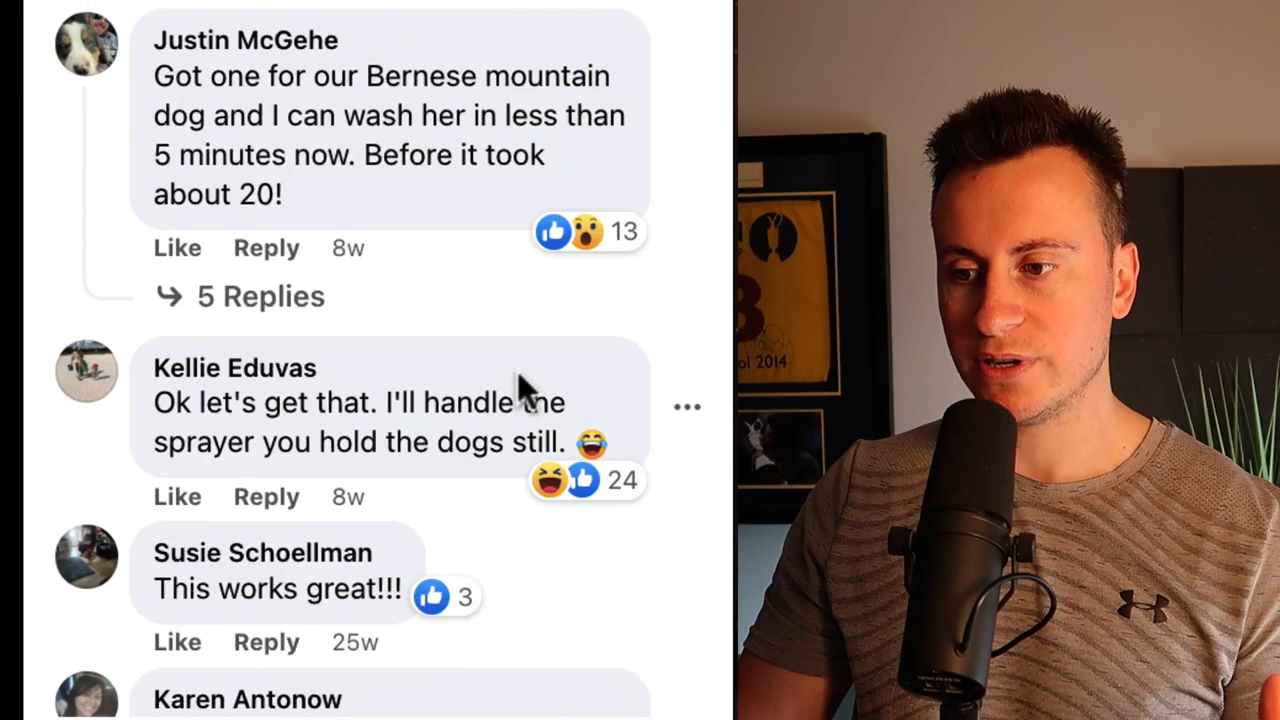 Justin McGehe
Got one for our Bernese mountain
dog and I can wash her in less than
5 minutes now. Before it took
about 20!
13
Like Reply 8w
5 Replies
Kellie Eduvas
Ok let's get that. I'll handle the
sprayer you hold the dogs still. 😂
24
Like Reply 8w
Susie Schoellman
This works great!!!
3
Like Reply 25w
Karen Antonow
8
ol 2014